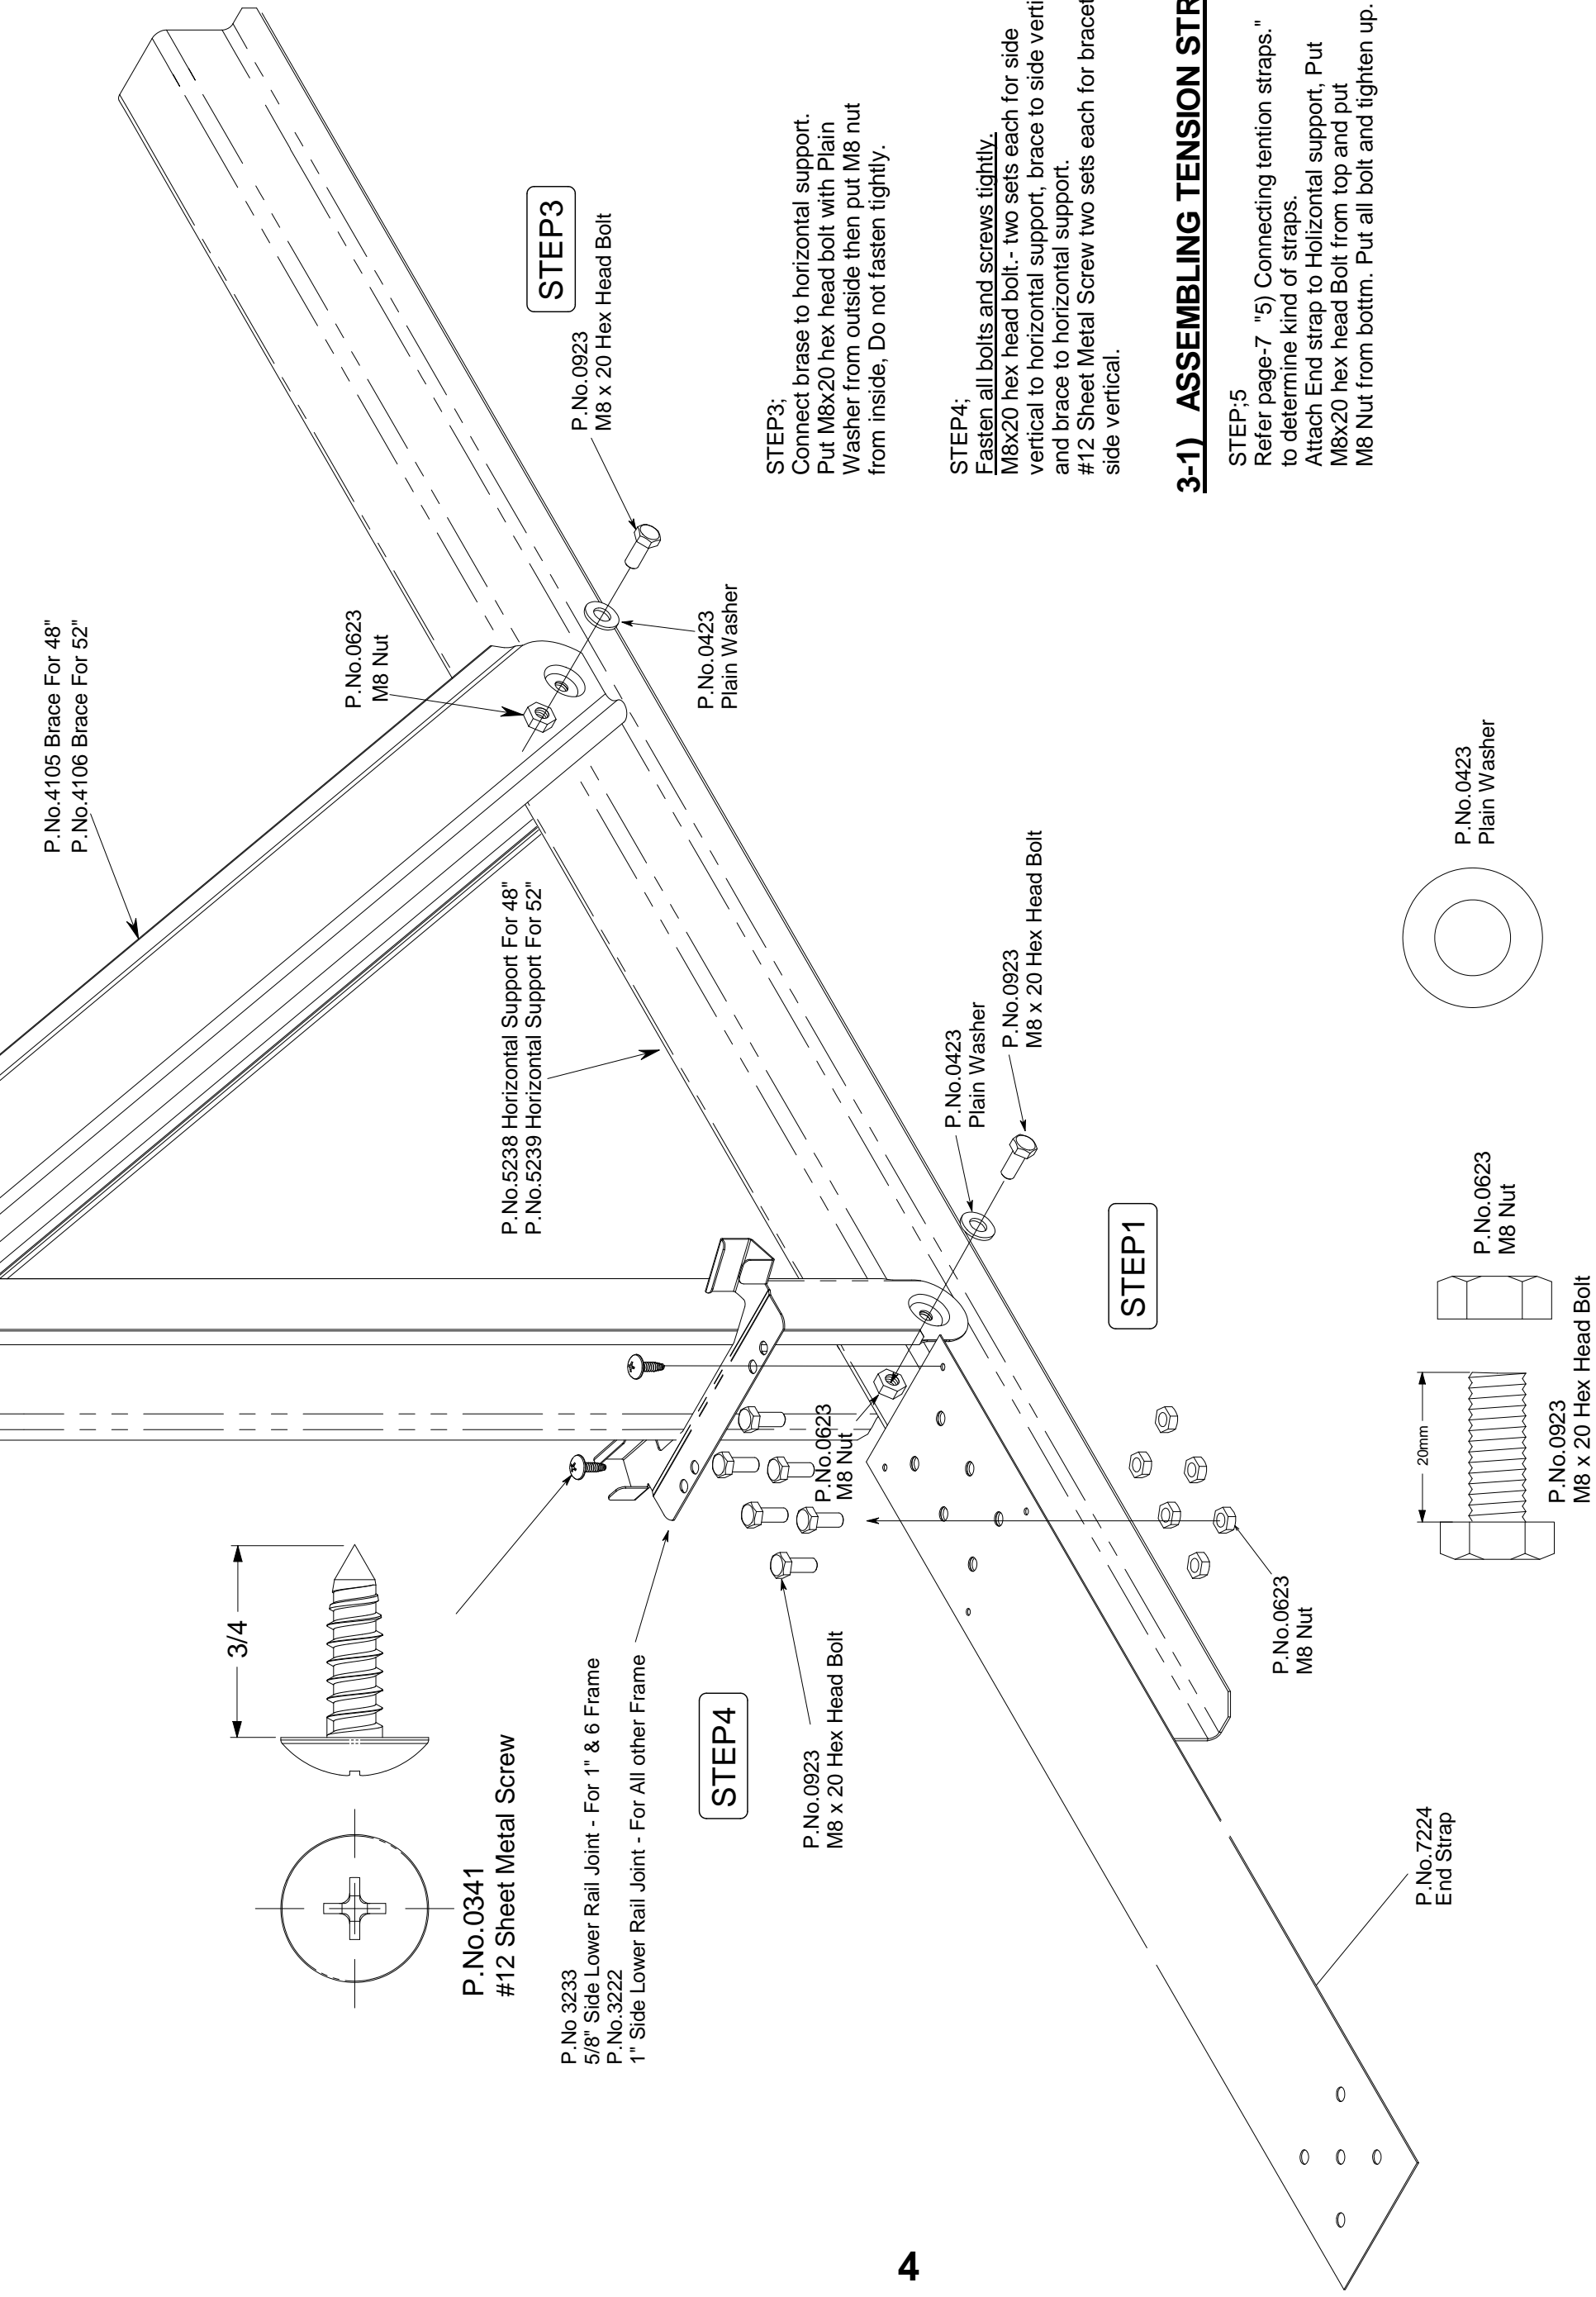 P.No.4105 Brace For 48"
P.No.4106 Brace For 52"
P.No.0623
M8 Nut
STEP3
P.No.0923
M8 x 20 Hex Head Bolt
P.No.0423
Plain Washer
P.No.5238 Horizontal Support For 48"
P.No.5239 Horizontal Support For 52"
3/4
P.No.0341
#12 Sheet Metal Screw
P.No 3233
5/8" Side Lower Rail Joint - For 1" & 6 Frame
P.No.3222
1" Side Lower Rail Joint - For All other Frame
STEP4
P.No.0923
M8 x 20 Hex Head Bolt
P.No.0623
M8 Nut
P.No.0423
Plain Washer
P.No.0923
M8 x 20 Hex Head Bolt
STEP1
P.No.0623
M8 Nut
P.No.7224
End Strap
STEP3;
Connect brase to horizontal support.
Put M8x20 hex head bolt with Plain
Washer from outside then put M8 nut
from inside, Do not fasten tightly.
STEP4;
Fasten all bolts and screws tightly.
M8x20 hex head bolt.- two sets each for side
vertical to horizontal support, brace to side verti
and brace to horizontal support.
#12 Sheet Metal Screw two sets each for bracet
side vertical.
3-1) ASSEMBLING TENSION STR
STEP;5
Refer page-7 "5) Connecting tention straps."
to determine kind of straps.
Attach End strap to Holizontal support, Put
M8x20 hex head Bolt from top and put
M8 Nut from bottm. Put all bolt and tighten up.
20mm
P.No.0923
M8 x 20 Hex Head Bolt
P.No.0623
M8 Nut
P.No.0423
Plain Washer
4